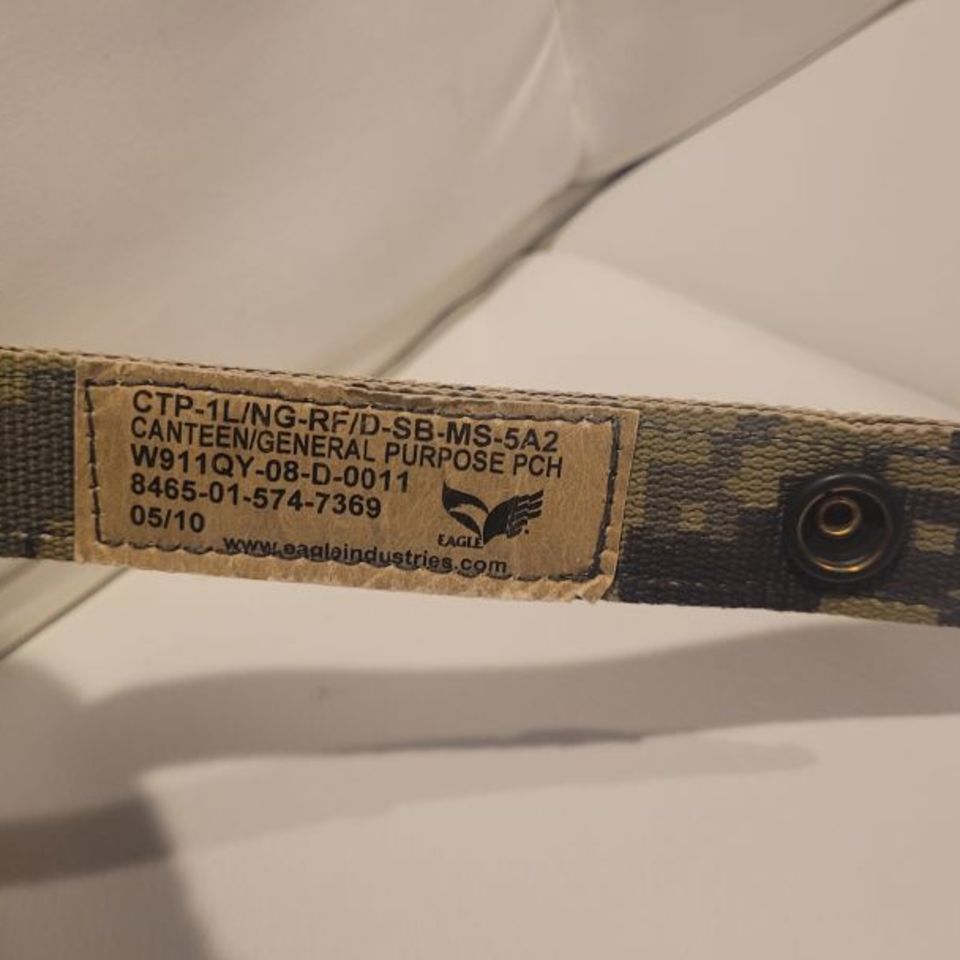 CTP-1L/NG-RF/D-SB-MS-5A2
CANTEEN/GENERAL PURPOSE PCH
W911QY-08-D-0011
8465-01-574-7369
05/10
EAGLE
www.eagleindustries.com